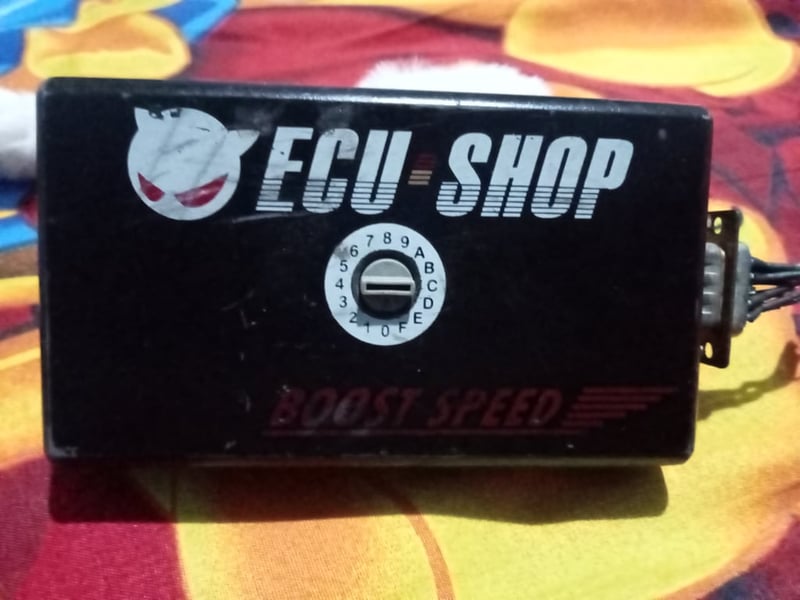 ECU-SHOP
0 1 2 3 4 5 6 7 8 9 A B C D E F
BOOST SPEED